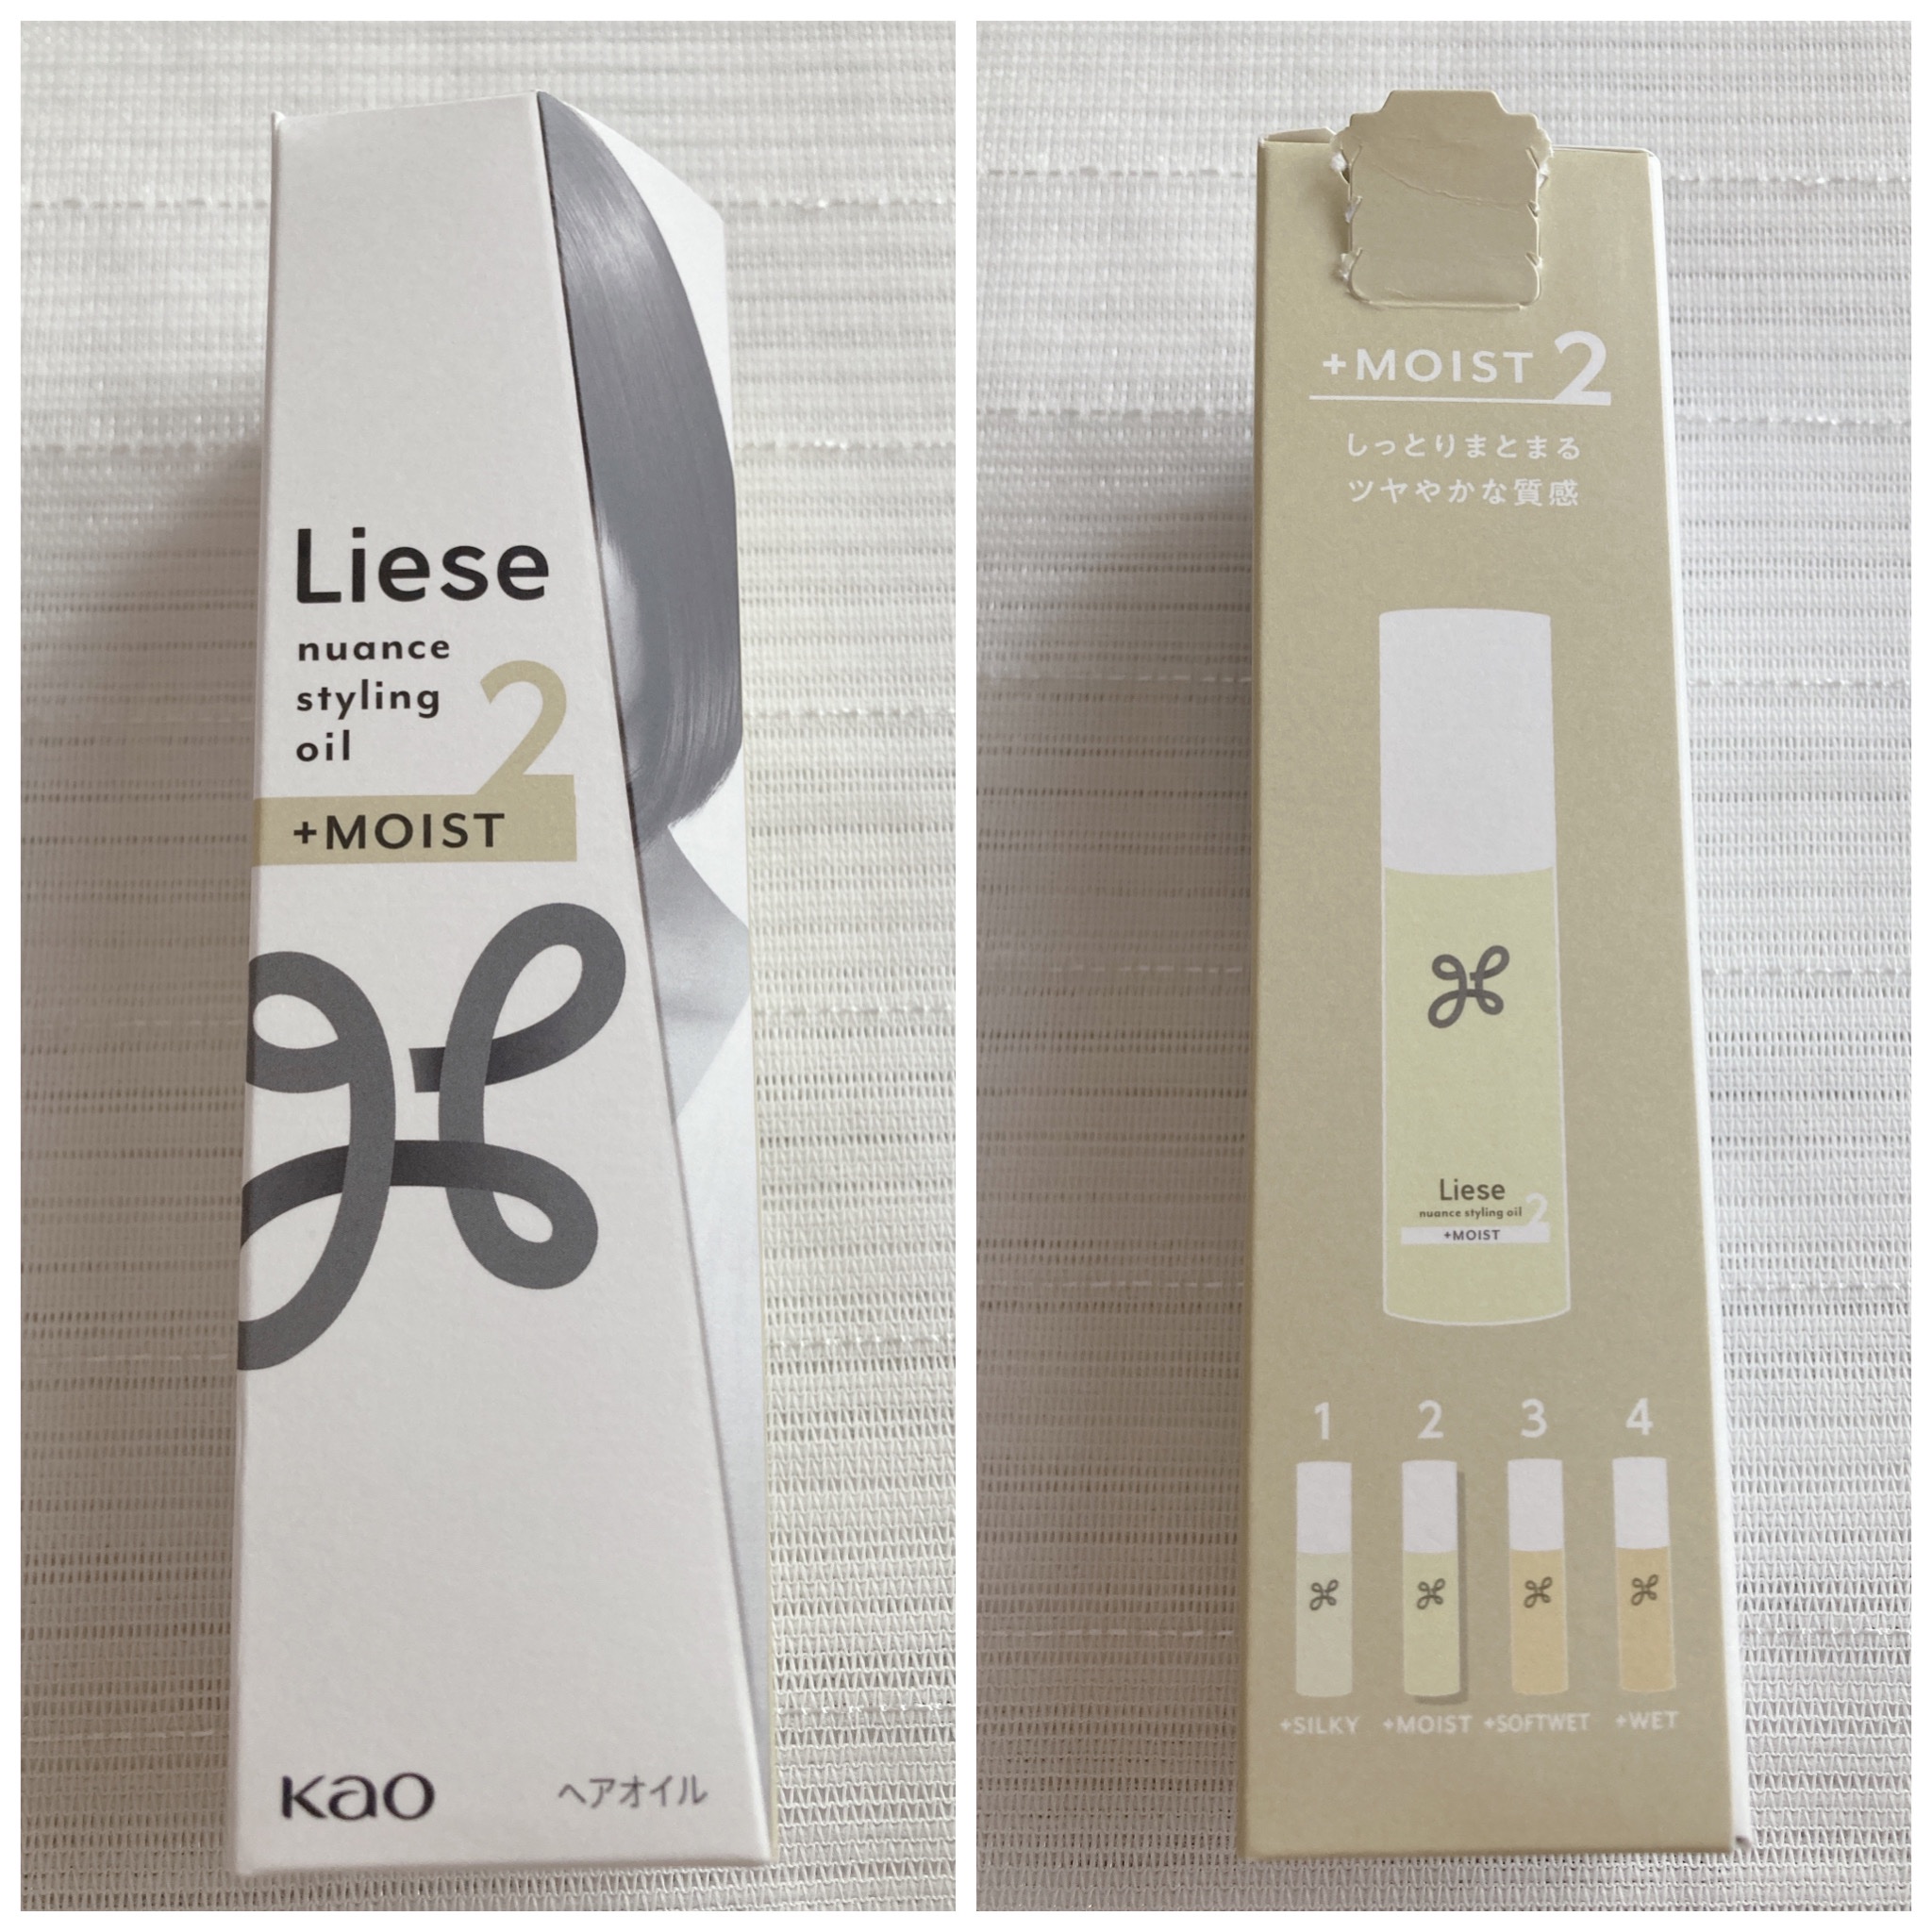 Liese
nuance
styling
oil
2
+MOIST
Kao
ヘアオイル
+MOIST 2
しっとりまとまる
ツヤやかな質感
Liese
nuance styling oil 2
+MOIST
1 2 3 4
+SILKY +MOIST +SOFTWET +WET